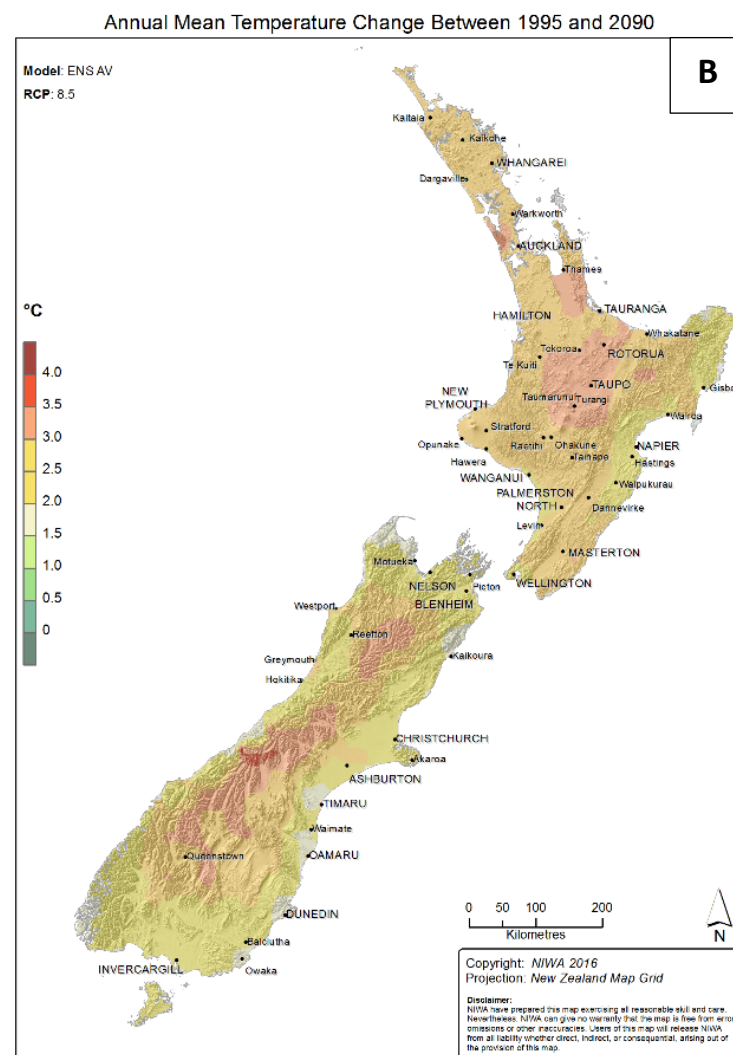 Annual Mean Temperature Change Between 1995 and 2090
B
Model: ENS AV
RCP: 8.5
Kaitaia
Kaikohe
WHANGAREI
Dargaville
Warkworth
AUCKLAND
Thames
°C
TAURANGA
HAMILTON
Whakatane
Tokoroa
ROTORUA
4.0
Te Kuiti
3.5
TAUPO
Gisbo
NEW
PLYMOUTH
Taumarunui
Turangi
3.0
Wairoa
Stratford
2.5
Opunake
Raetihi
Ohakune
NAPIER
Hawera
Taihape
Hastings
2.0
WANGANUI
Waipukurau
PALMERSTON
NORTH
1.5
Dannevirke
Levin
1.0
MASTERTON
Motueka
0.5
NELSON
Picton
WELLINGTON
BLENHEIM
Westport
0
Reefton
Greymouth
Kaikoura
Hokitika
CHRISTCHURCH
Akaroa
ASHBURTON
TIMARU
Waimate
Queenstown
OAMARU
0 100 200
Kilometres
N
DUNEDIN
Balclutha
INVERCARGILL
Owaka
Copyright: NIWA 2016
Projection: New Zealand Map Grid
Disclaimer:
NIWA have prepared this map exercising all reasonable skill and care.
Nevertheless, NIWA can give no warranty that the map is free from error
omissions or other inaccuracies. Users of this map will release NIWA
from all liability whether direct, indirect, or consequential, arising out of
the provision of this map.